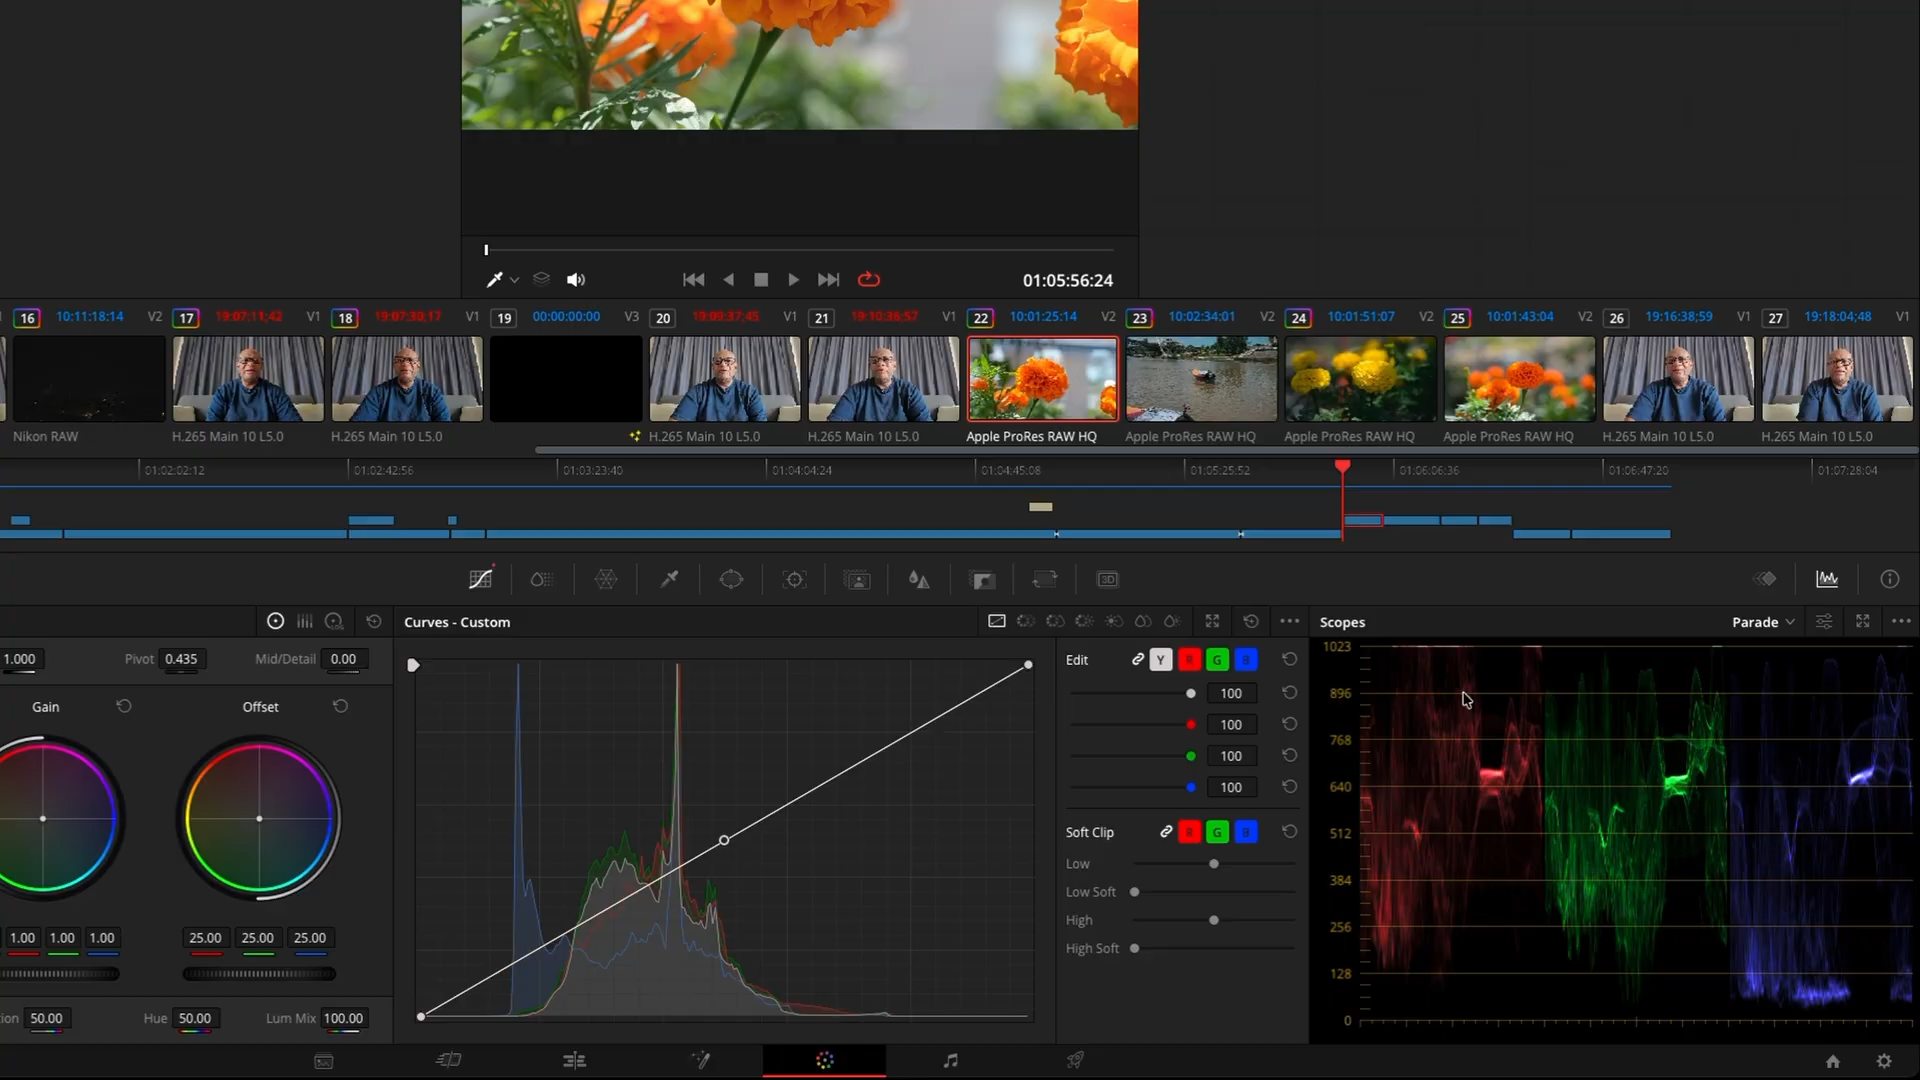 01:05:56:24
16 10:11:18:14 V2 17 19:07:11;42 V1 18 19:07:30;17 V1 19 00:00:00:00 V3 20 19:09:37;45 V1 21 19:10:36;57 V1 22 10:01:25:14 V2 23 10:02:34:01 V2 24 10:01:51:07 V2 25 10:01:43:04 V2 26 19:16:38;59 V1 27 19:18:04;48 V1
Nikon RAW H.265 Main 10 L5.0 H.265 Main 10 L5.0 H.265 Main 10 L5.0 H.265 Main 10 L5.0 Apple ProRes RAW HQ Apple ProRes RAW HQ Apple ProRes RAW HQ Apple ProRes RAW HQ H.265 Main 10 L5.0 H.265 Main 10 L5.0
01:02:02:12 01:02:42:56 01:03:23:40 01:04:04:24 01:04:45:08 01:05:25:52 01:06:06:36 01:06:47:20 01:07:28:04
3D
LOG
Curves - Custom
Scopes
Parade
1.000 Pivot 0.435 Mid/Detail 0.00
Gain Offset
1.00 1.00 1.00 25.00 25.00 25.00
50.00 Hue 50.00 Lum Mix 100.00
Edit Y R G B
100
100
100
100
Soft Clip R G B
Low
Low Soft
High
High Soft
1023
896
768
640
512
384
256
128
0